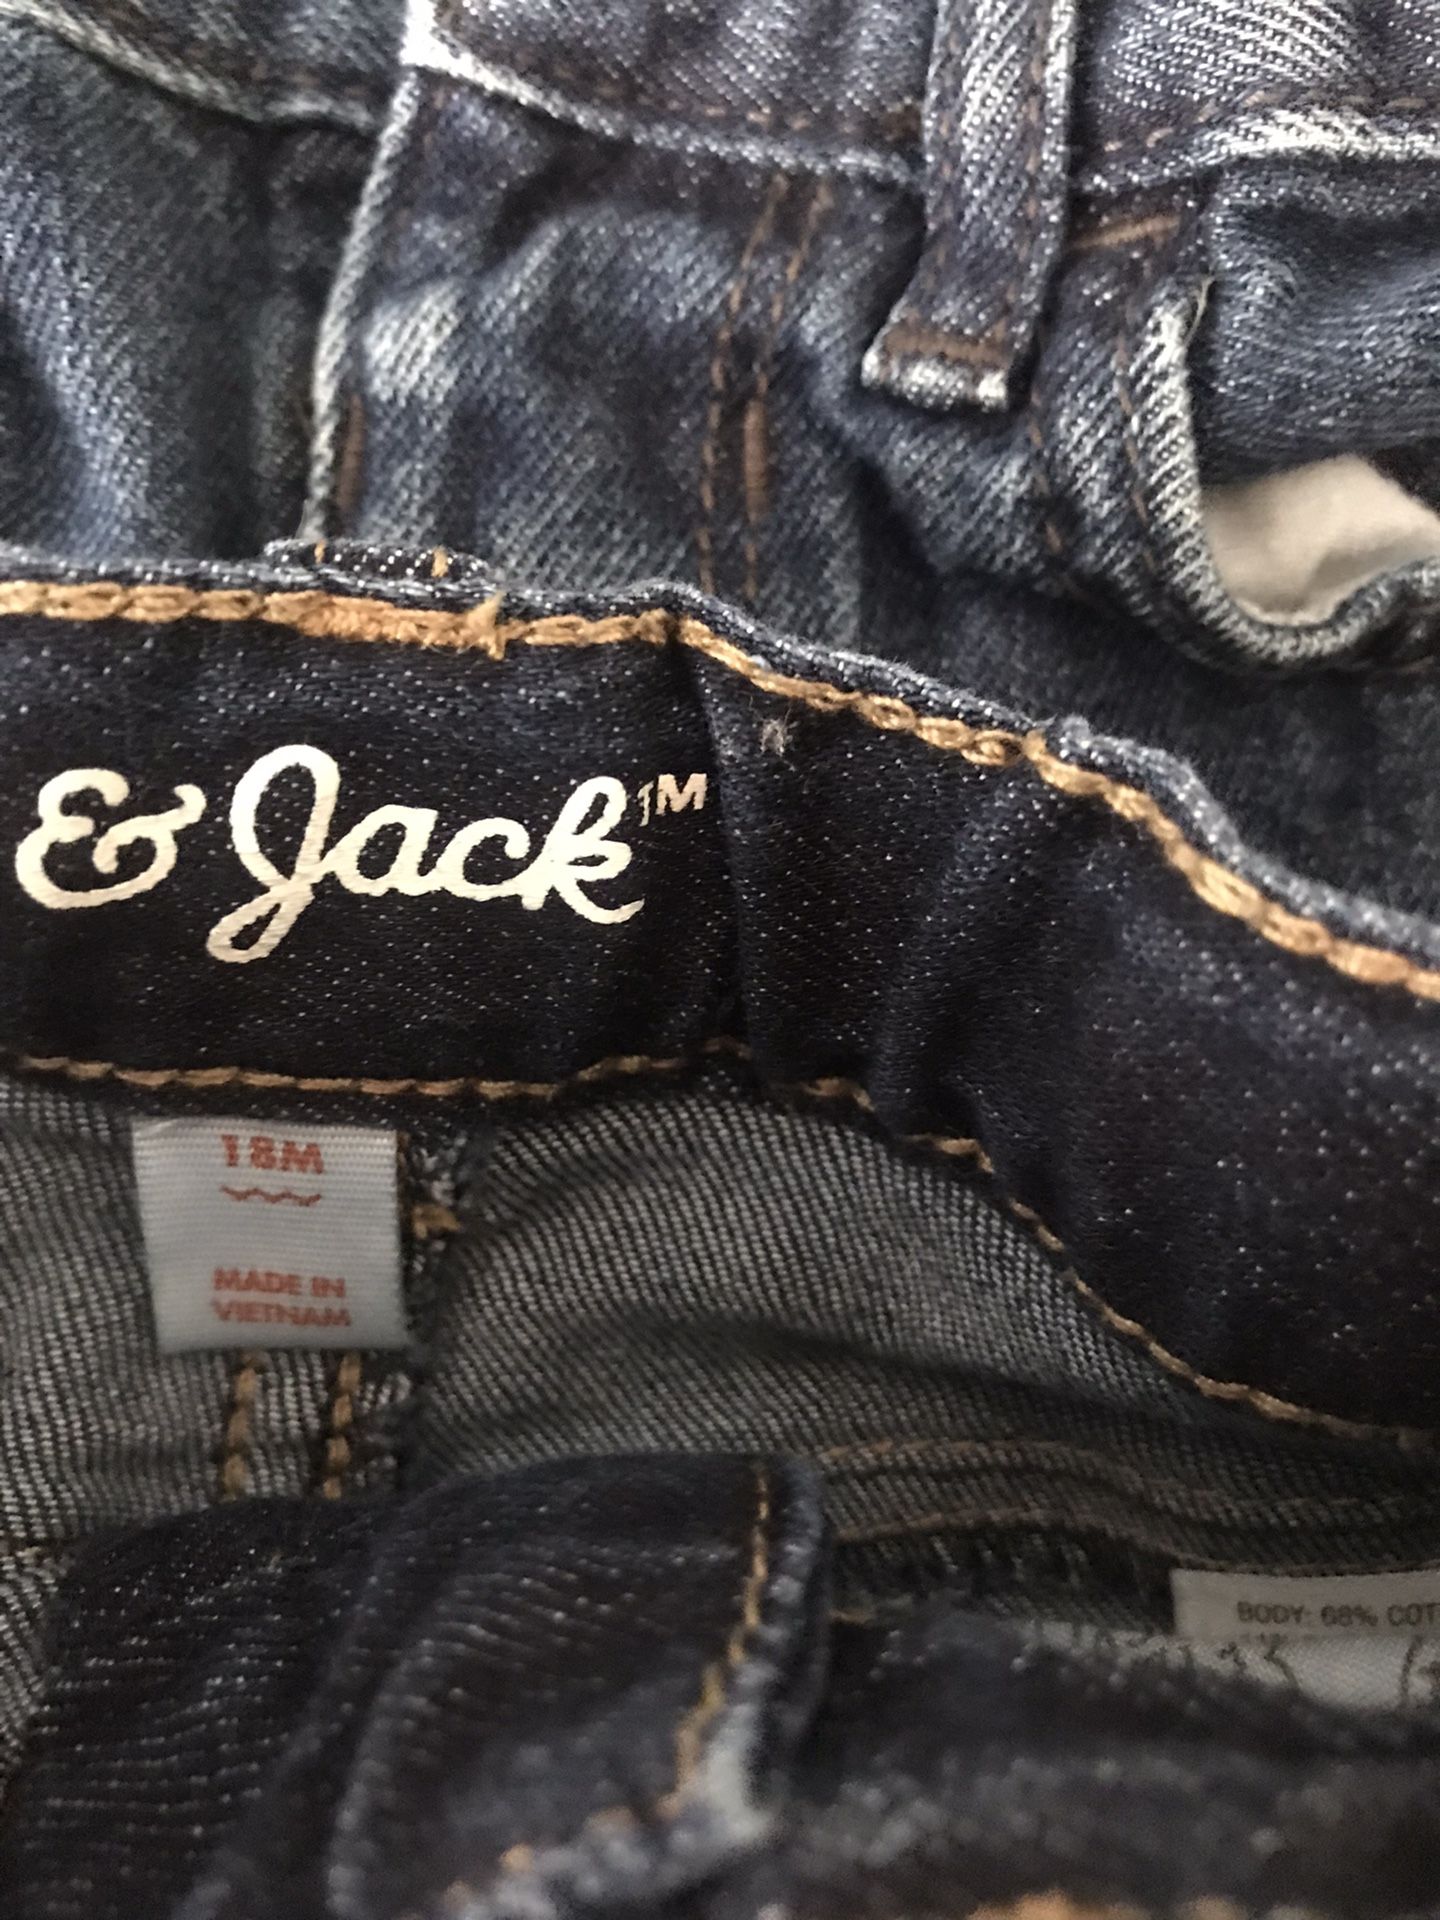 & Jack™
18M
MADE IN
VIETNAM
BODY: 68% COT